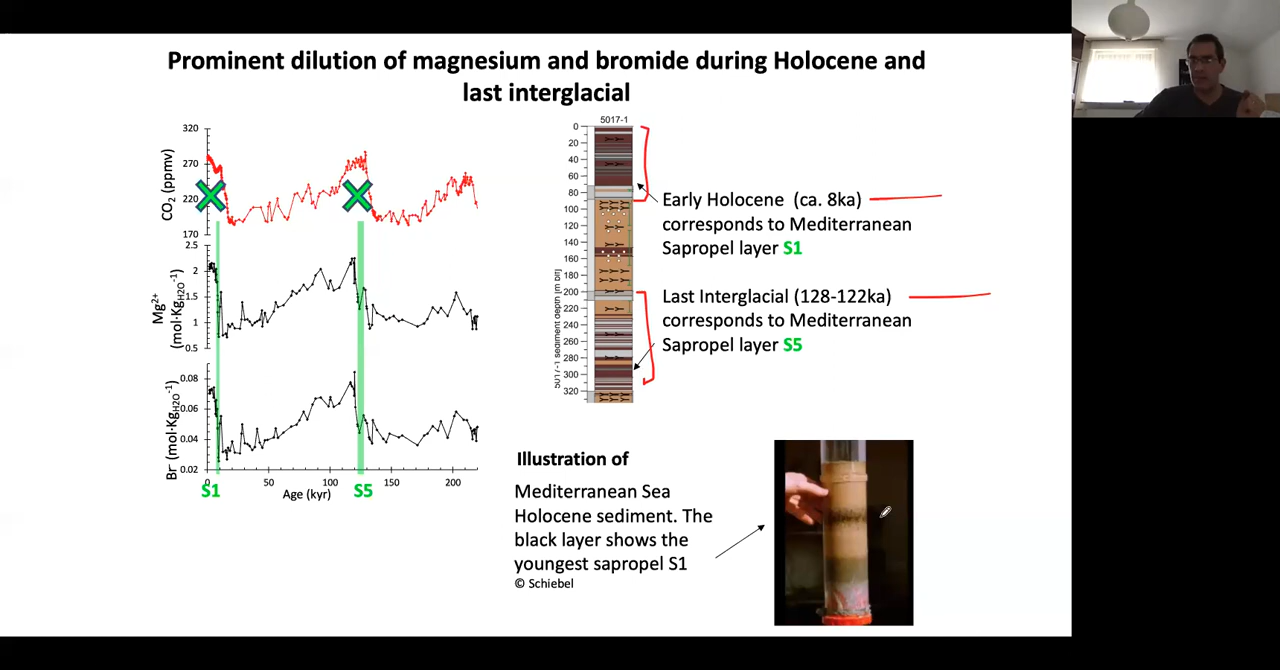 Prominent dilution of magnesium and bromide during Holocene and
last interglacial
320
270
220
170
CO2 (ppmv)
2.5
2
1.5
1
0.5
Mg2+
(mol·KgH2O-1)
0.08
0.06
0.04
0.02
Br- (mol·KgH2O-1)
0
50
100
150
200
S1
Age (kyr)
S5
5017-1
0
20
40
60
80
100
120
140
160
180
200
220
240
260
280
300
320
5017-1 sediment depth [m blf]
Early Holocene (ca. 8ka)
corresponds to Mediterranean
Sapropel layer S1
Last Interglacial (128-122ka)
corresponds to Mediterranean
Sapropel layer S5
Illustration of
Mediterranean Sea
Holocene sediment. The
black layer shows the
youngest sapropel S1
© Schiebel